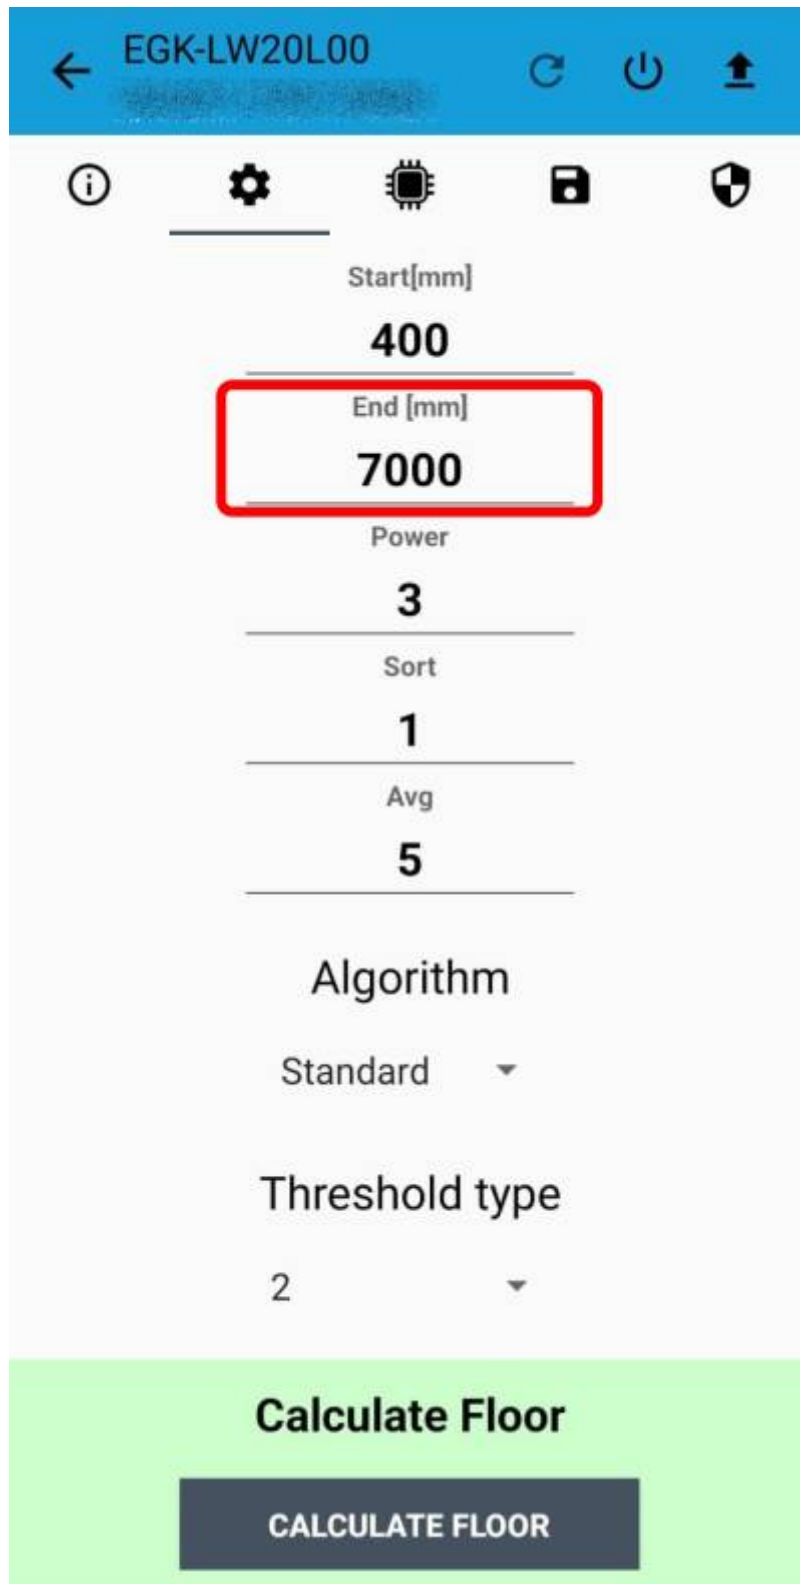 EGK-LW20L00
Start[mm]
400
End [mm]
7000
Power
3
Sort
1
Avg
5
Algorithm
Standard
Threshold type
2
Calculate Floor
CALCULATE FLOOR